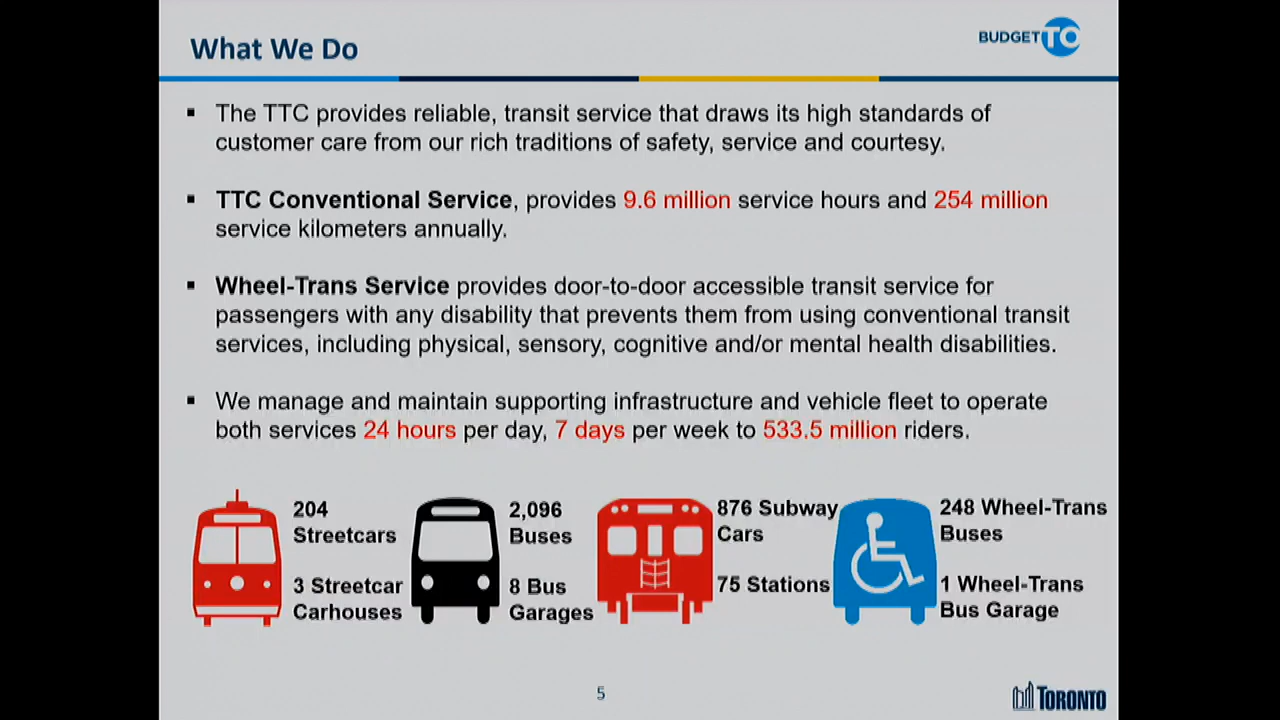 What We Do
BUDGETTO
▪ The TTC provides reliable, transit service that draws its high standards of
customer care from our rich traditions of safety, service and courtesy.
▪ TTC Conventional Service, provides 9.6 million service hours and 254 million
service kilometers annually.
▪ Wheel-Trans Service provides door-to-door accessible transit service for
passengers with any disability that prevents them from using conventional transit
services, including physical, sensory, cognitive and/or mental health disabilities.
▪ We manage and maintain supporting infrastructure and vehicle fleet to operate
both services 24 hours per day, 7 days per week to 533.5 million riders.
204
Streetcars
3 Streetcar
Carhouses
2,096
Buses
8 Bus
Garages
876 Subway
Cars
75 Stations
248 Wheel-Trans
Buses
1 Wheel-Trans
Bus Garage
5
TORONTO